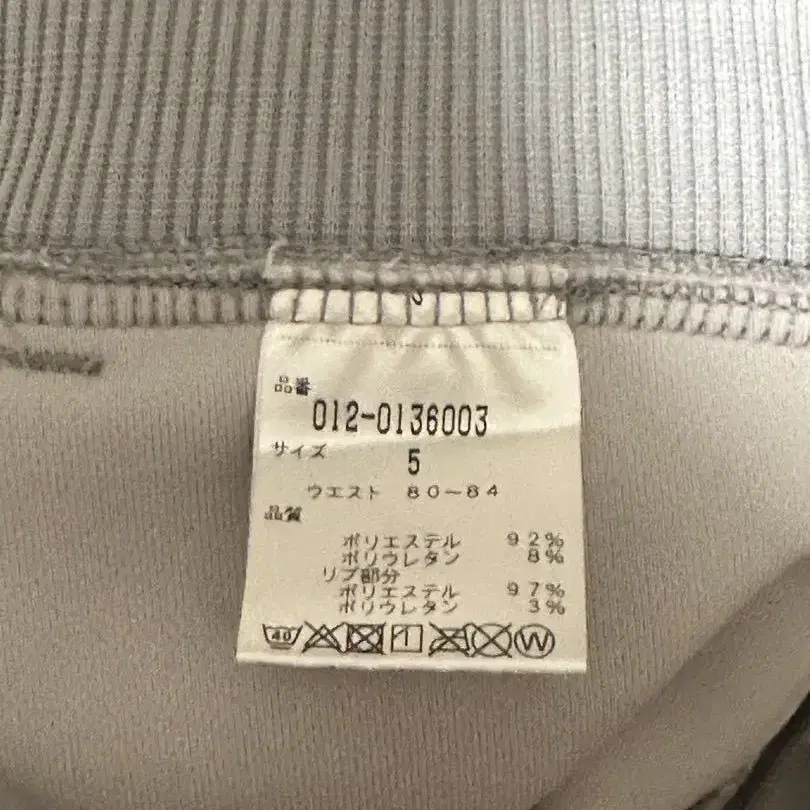 品番
012-0136003
サイズ
5
ウエスト 80~84
品質
ポリエステル 92%
ポリウレタン 8%
リブ部分
ポリエステル 97%
ポリウレタン 3%
40 W